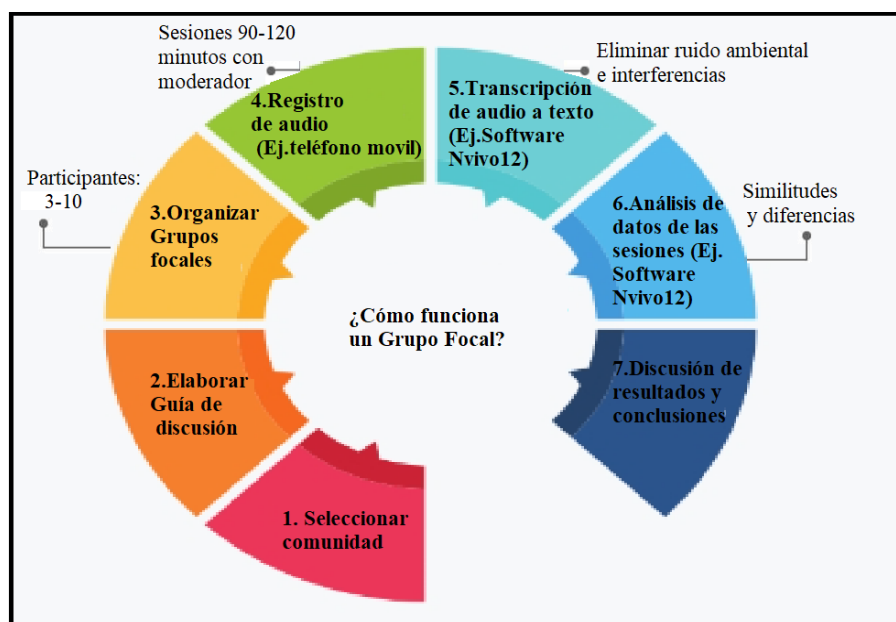 Sesiones 90-120
minutos con
moderador
Eliminar ruido ambiental
e interferencias
4.Registro
de audio
(Ej.teléfono movil)
5.Transcripción
de audio a texto
(Ej.Software
Nvivo12)
Participantes:
3-10
3.Organizar
Grupos
focales
6.Análisis de
datos de las
sesiones (Ej.
Software
Nvivo12)
Similitudes
y diferencias
¿Cómo funciona
un Grupo Focal?
2.Elaborar
Guía de
discusión
7.Discusión de
resultados y
conclusiones
1. Seleccionar
comunidad